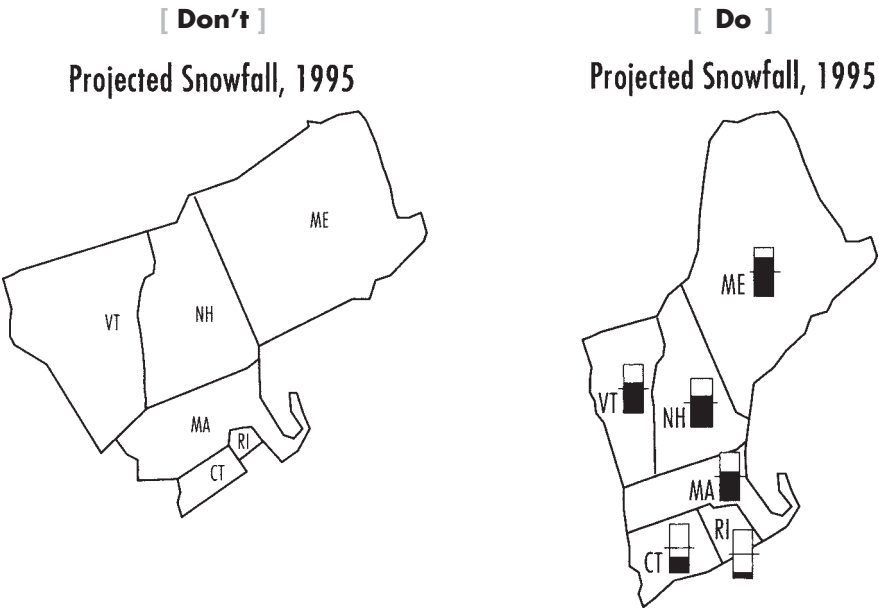 [ Don't ]
Projected Snowfall, 1995
ME
VT
NH
MA
RI
CT
[ Do ]
Projected Snowfall, 1995
ME
VT
NH
MA
RI
CT